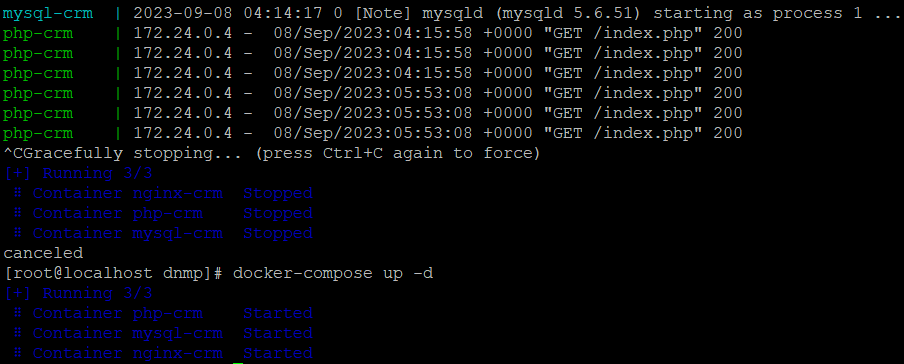 mysql-crm  | 2023-09-08 04:14:17 0 [Note] mysqld (mysqld 5.6.51) starting as process 1 ...
php-crm    | 172.24.0.4 -  08/Sep/2023:04:15:58 +0000 "GET /index.php" 200
php-crm    | 172.24.0.4 -  08/Sep/2023:04:15:58 +0000 "GET /index.php" 200
php-crm    | 172.24.0.4 -  08/Sep/2023:04:15:58 +0000 "GET /index.php" 200
php-crm    | 172.24.0.4 -  08/Sep/2023:05:53:08 +0000 "GET /index.php" 200
php-crm    | 172.24.0.4 -  08/Sep/2023:05:53:08 +0000 "GET /index.php" 200
php-crm    | 172.24.0.4 -  08/Sep/2023:05:53:08 +0000 "GET /index.php" 200
^CGracefully stopping... (press Ctrl+C again to force)
[+] Running 3/3
Container nginx-crm  Stopped
Container php-crm    Stopped
Container mysql-crm  Stopped
canceled
[root@localhost dnmp]# docker-compose up -d
[+] Running 3/3
Container php-crm    Started
Container mysql-crm  Started
Container nginx-crm  Started